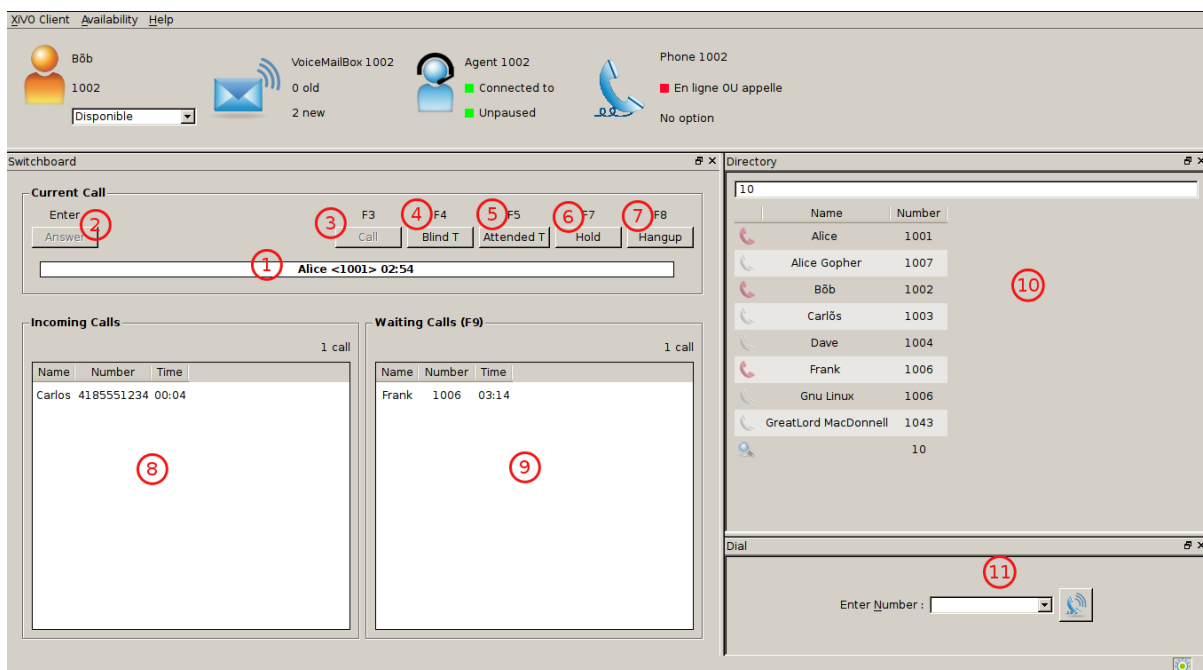 XiVO Client Availability Help
Bõb
1002
Disponible
VoiceMailBox 1002
0 old
2 new
Agent 1002
Connected to
Unpaused
Phone 1002
En ligne OU appelle
No option
Switchboard
Current Call
Enter F3 F4 F5 F7 F8
2 3 4 5 6 7
Answer Call Blind T Attended T Hold Hangup
1
Alice <1001> 02:54
Incoming Calls
1 call
Name Number Time
Carlos 4185551234 00:04
8
Waiting Calls (F9)
1 call
Name Number Time
Frank 1006 03:14
9
Directory
10
Name Number
Alice 1001
Alice Gopher 1007
Bõb 1002
Carlõs 1003
Dave 1004
Frank 1006
Gnu Linux 1006
GreatLord MacDonnell 1043
10
10
Dial
11
Enter Number :